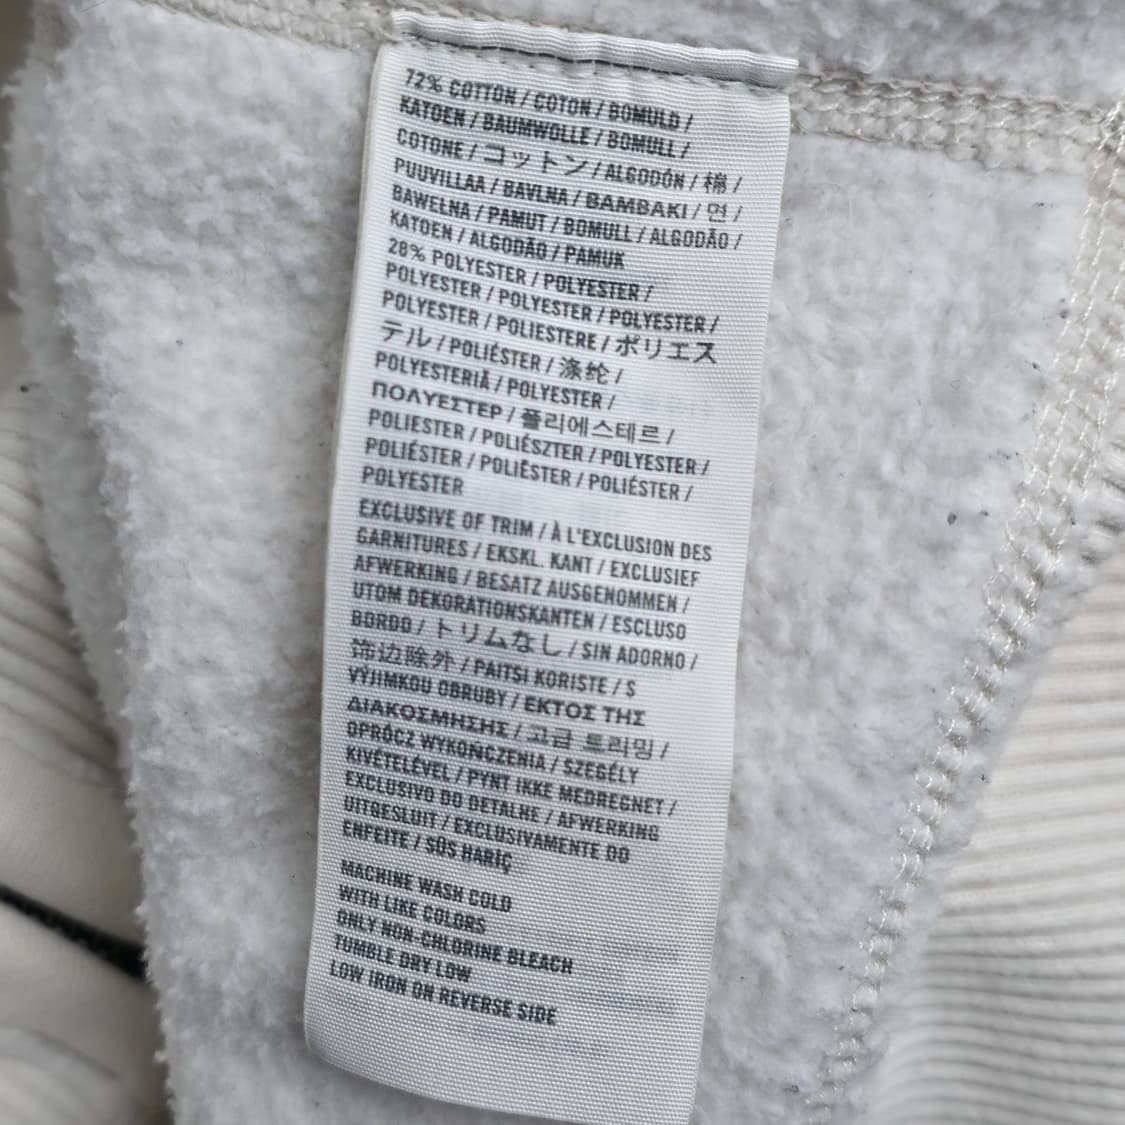 72% COTTON / COTON / BOMULD /
KATOEN / BAUMWOLLE / BOMULL /
COTONE / コットン / ALGODÓN / 棉 /
PUUVILLAA / BAVLNA / BAMBAKI / 면 /
BAWEŁNA / PAMUT / BOMULL / ALGODÃO /
KATOEN / ALGODÃO / PAMUK
28% POLYESTER / POLYESTER /
POLYESTER / POLYESTER / POLYESTER /
POLYESTER / POLIESTERE / ポリエス
テル / POLIÉSTER / 涤纶 /
POLYESTERIÄ / POLYESTER /
ΠΟΛΥΕΣΤΕΡ / 폴리에스테르 /
POLIESTER / POLIÉSZTER / POLYESTER /
POLIÉSTER / POLIËSTER / POLIÉSTER /
POLYESTER
EXCLUSIVE OF TRIM / À L'EXCLUSION DES
GARNITURES / EKSKL. KANT / EXCLUSIEF
AFWERKING / BESATZ AUSGENOMMEN /
UTOM DEKORATIONSKANTEN / ESCLUSO
BORDO / トリムなし / SIN ADORNO /
饰边除外 / PAITSI KORISTE / S
VÝJIMKOU OBRUBY / ΕΚΤΟΣ ΤΗΣ
ΔΙΑΚΟΣΜΗΣΗΣ / 고급 트리밍 /
OPRÓCZ WYKOŃCZENIA / SZEGÉLY
KIVÉTELÉVEL / PYNT IKKE MEDREGNET /
EXCLUSIVO DO DETALHE / AFWERKING
UITGESLUIT / EXCLUSIVAMENTE DO
ENFEITE / SÜS HARİÇ
MACHINE WASH COLD
WITH LIKE COLORS
ONLY NON-CHLORINE BLEACH
TUMBLE DRY LOW
LOW IRON ON REVERSE SIDE